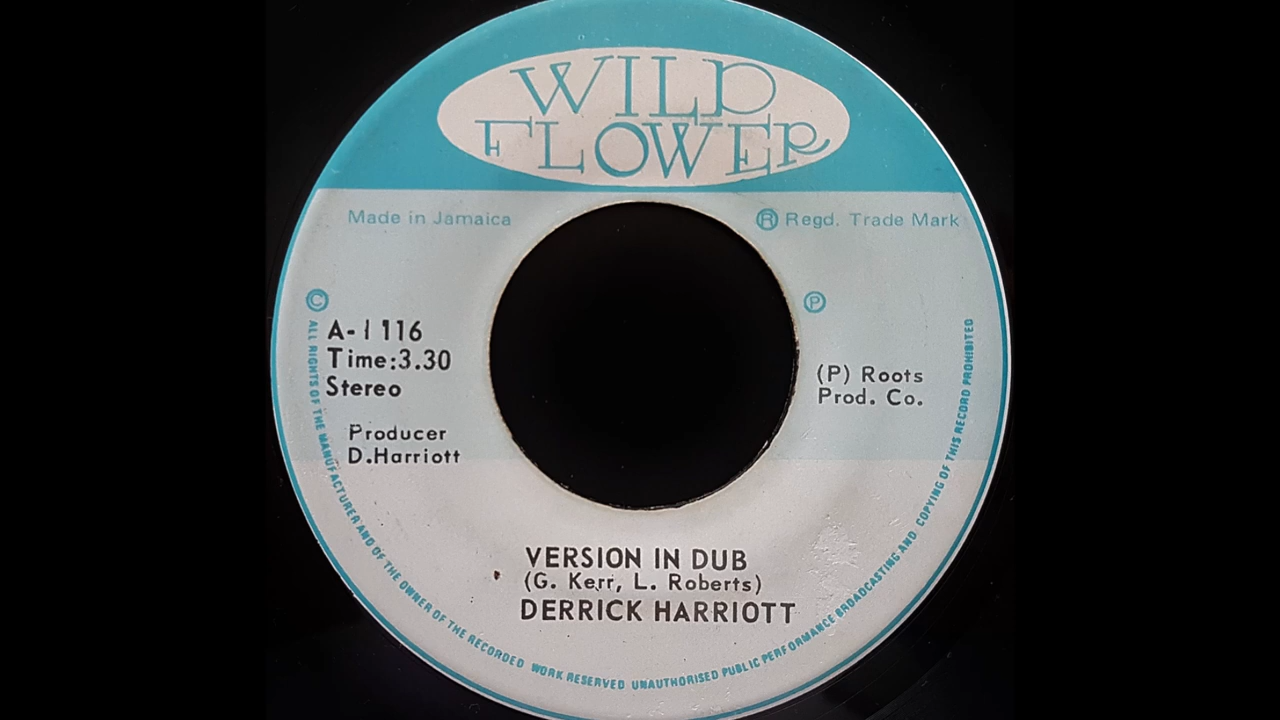 WILD
FLOWER
Made in Jamaica
® Regd. Trade Mark
©
℗
A-1116
Time:3.30
Stereo
(P) Roots
Prod. Co.
Producer
D.Harriott
VERSION IN DUB
(G. Kerr, L. Roberts)
DERRICK HARRIOTT
ALL RIGHTS OF THE MANUFACTURER AND OF THE OWNER OF THE RECORDED WORK RESERVED UNAUTHORISED PUBLIC PERFORMANCE BROADCASTING AND COPYING OF THIS RECORD PROHIBITED